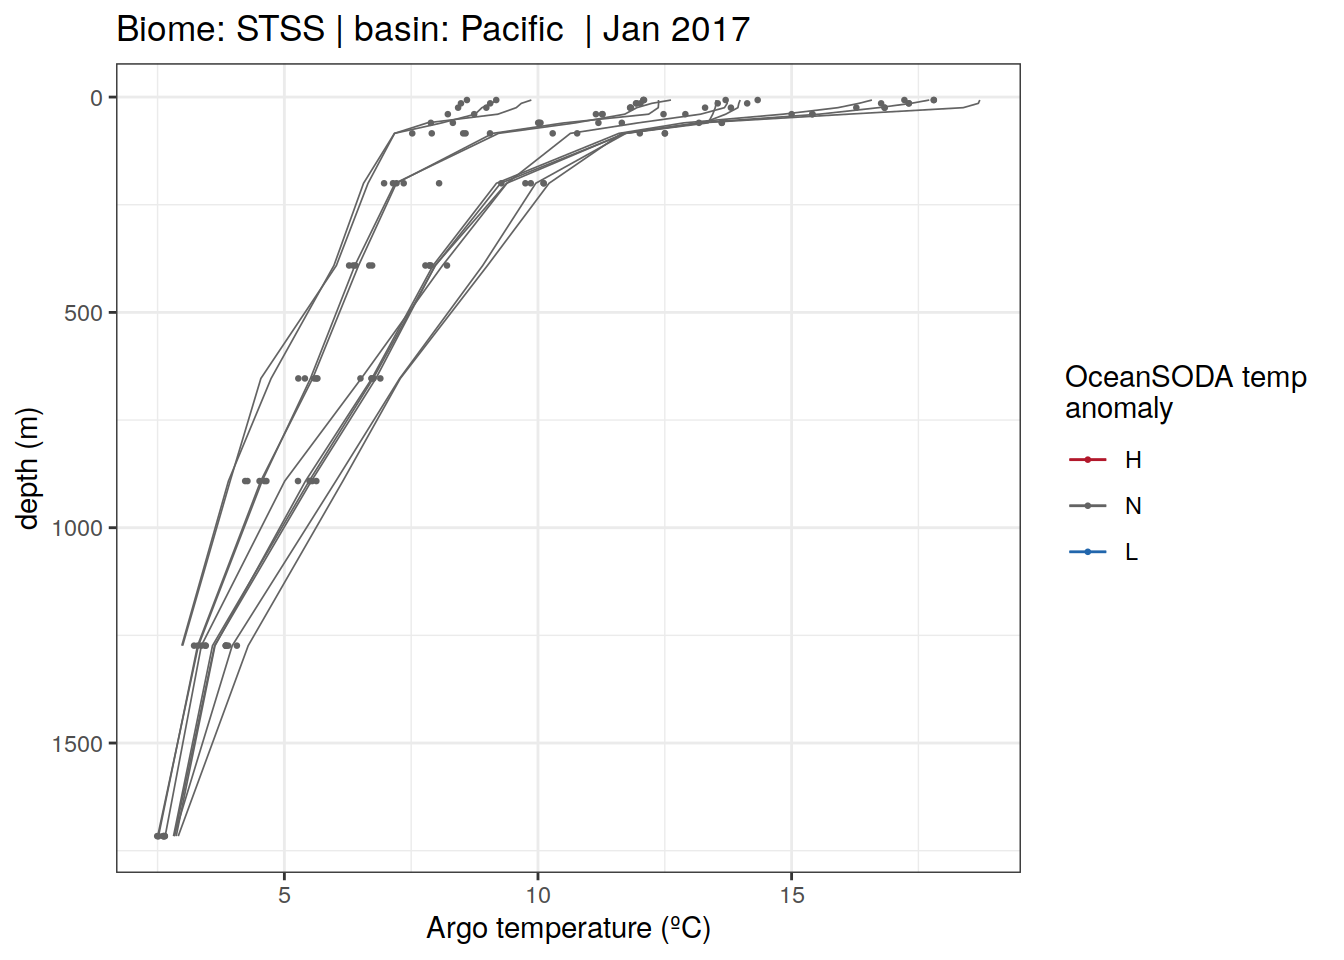 Biome: STSS | basin: Pacific  | Jan 2017
0
500
1000
1500
depth (m)
5
10
15
Argo temperature (ºC)
OceanSODA temp
anomaly
H
N
L